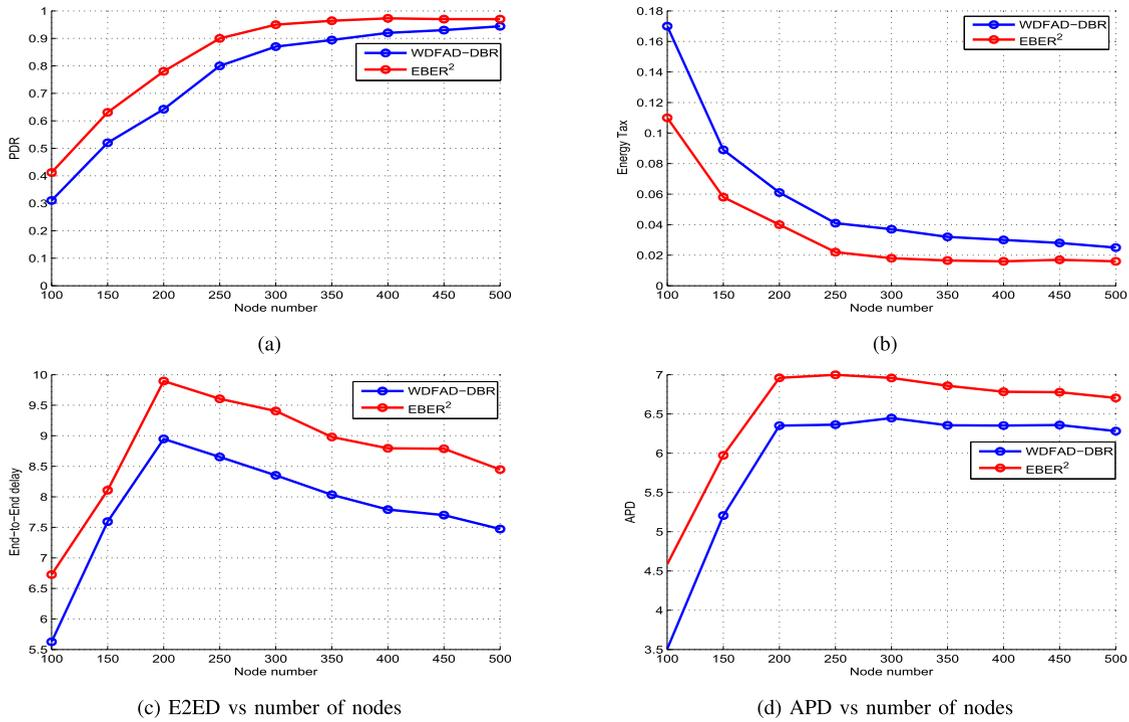 1
0.9
0.8
0.7
0.6
0.5
0.4
0.3
0.2
0.1
0
PDR
100 150 200 250 300 350 400 450 500
Node number
WDFAD-DBR
EBER²
(a)
0.18
0.16
0.14
0.12
0.1
0.08
0.06
0.04
0.02
0
Energy Tax
100 150 200 250 300 350 400 450 500
Node number
WDFAD-DBR
EBER²
(b)
10
9.5
9
8.5
8
7.5
7
6.5
6
5.5
End-to-End delay
100 150 200 250 300 350 400 450 500
Node number
WDFAD-DBR
EBER²
(c) E2ED vs number of nodes
7
6.5
6
5.5
5
4.5
4
3.5
APD
100 150 200 250 300 350 400 450 500
Node number
WDFAD-DBR
EBER²
(d) APD vs number of nodes